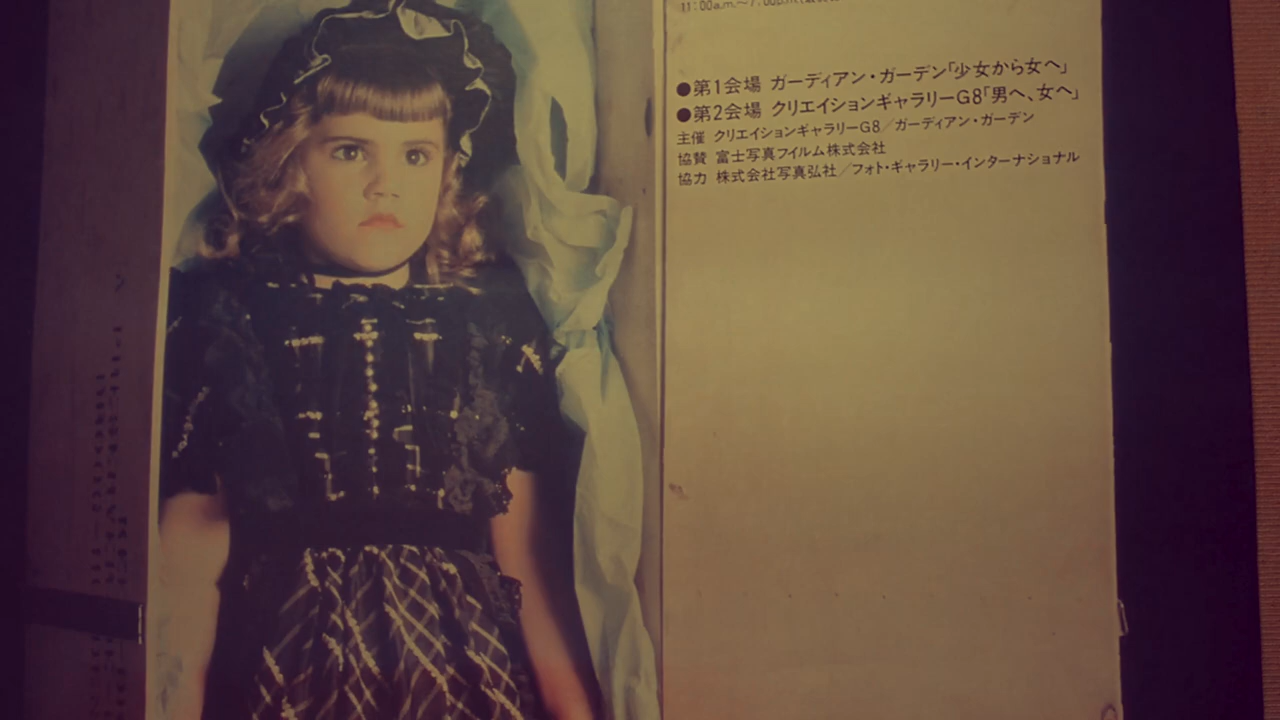 11:00a.m.〜7:00p.m.
●第1会場 ガーディアン・ガーデン「少女から女へ」
●第2会場 クリエイションギャラリーG8「男へ、女へ」
主催 クリエイションギャラリーG8／ガーディアン・ガーデン
協賛 富士写真フイルム株式会社
協力 株式会社写真弘社／フォト・ギャラリー・インターナショナル